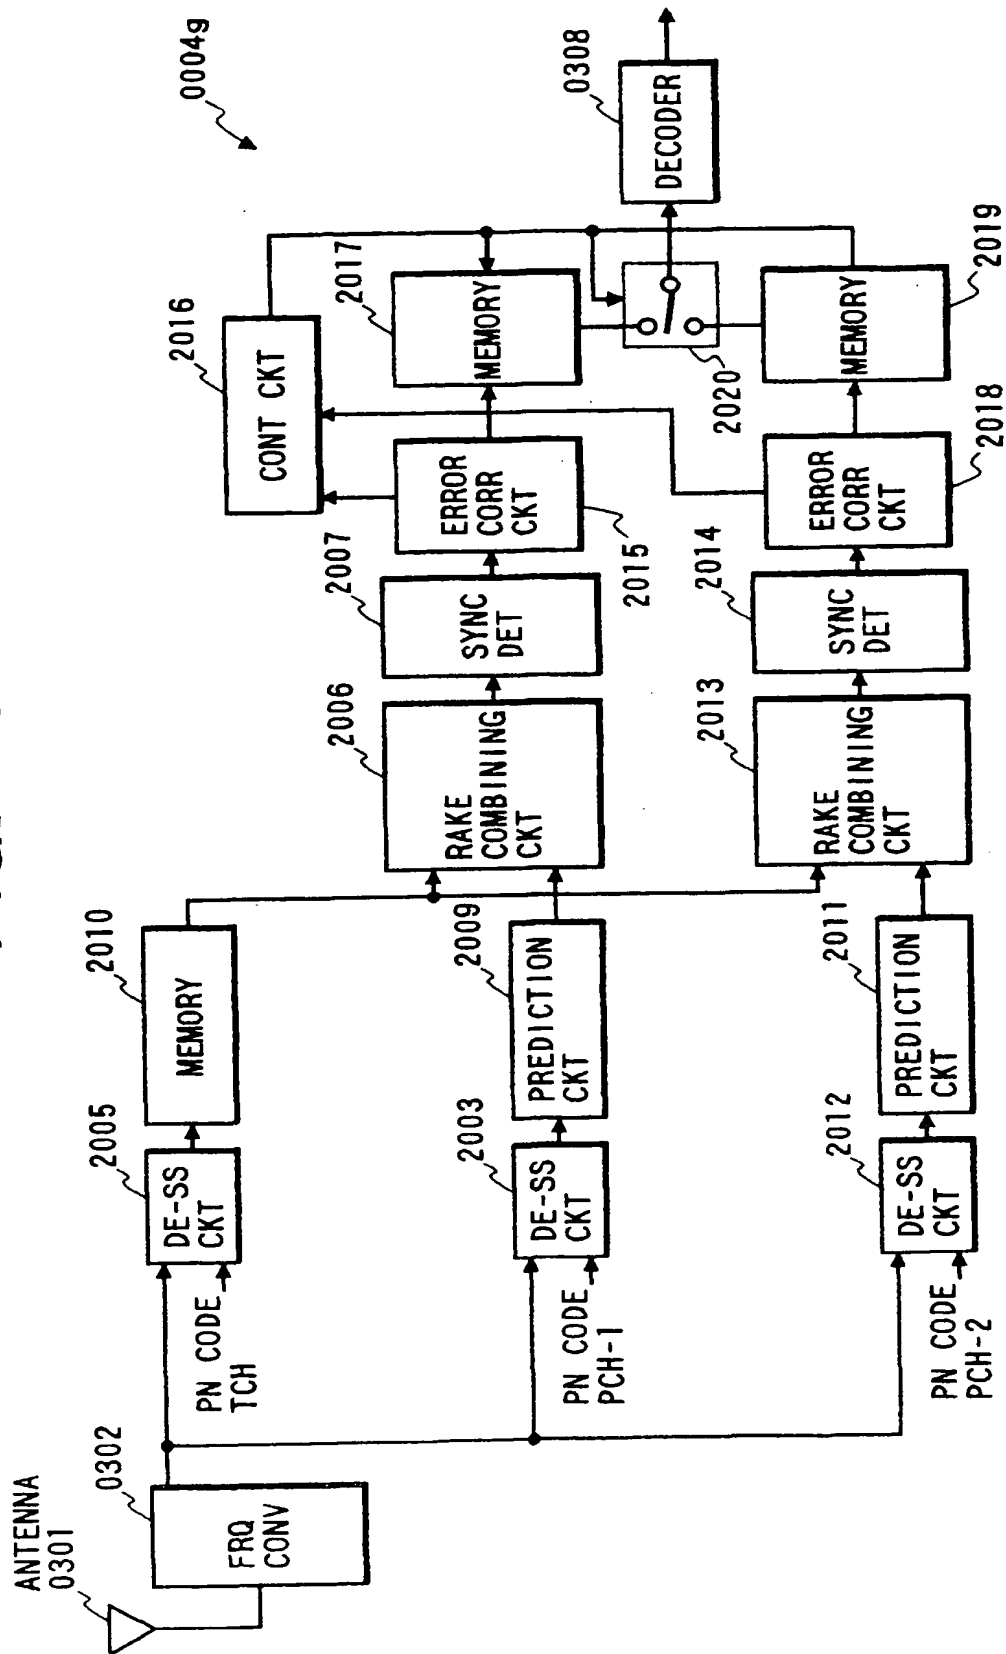 0004g
ANTENNA
0301
0302
FRQ
CONV
PN CODE
TCH
2005
DE-SS
CKT
2010
MEMORY
PN CODE
PCH-1
2003
DE-SS
CKT
2009
PREDICTION
CKT
2006
RAKE
COMBINING
CKT
2007
SYNC
DET
2015
ERROR
CORR
CKT
2016
CONT CKT
2017
MEMORY
2020
0308
DECODER
PN CODE
PCH-2
2012
DE-SS
CKT
2011
PREDICTION
CKT
2013
RAKE
COMBINING
CKT
2014
SYNC
DET
2018
ERROR
CORR
CKT
2019
MEMORY